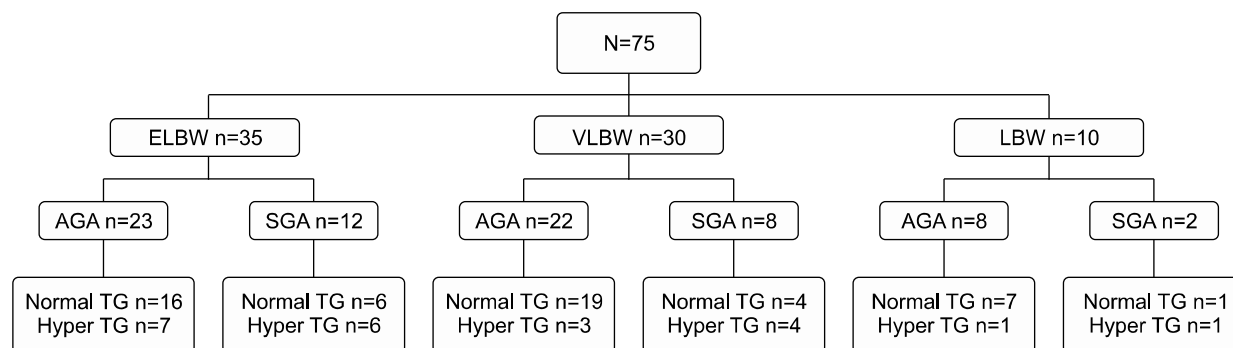 N=75
ELBW n=35
VLBW n=30
LBW n=10
AGA n=23
SGA n=12
AGA n=22
SGA n=8
AGA n=8
SGA n=2
Normal TG n=16
Hyper TG n=7
Normal TG n=6
Hyper TG n=6
Normal TG n=19
Hyper TG n=3
Normal TG n=4
Hyper TG n=4
Normal TG n=7
Hyper TG n=1
Normal TG n=1
Hyper TG n=1